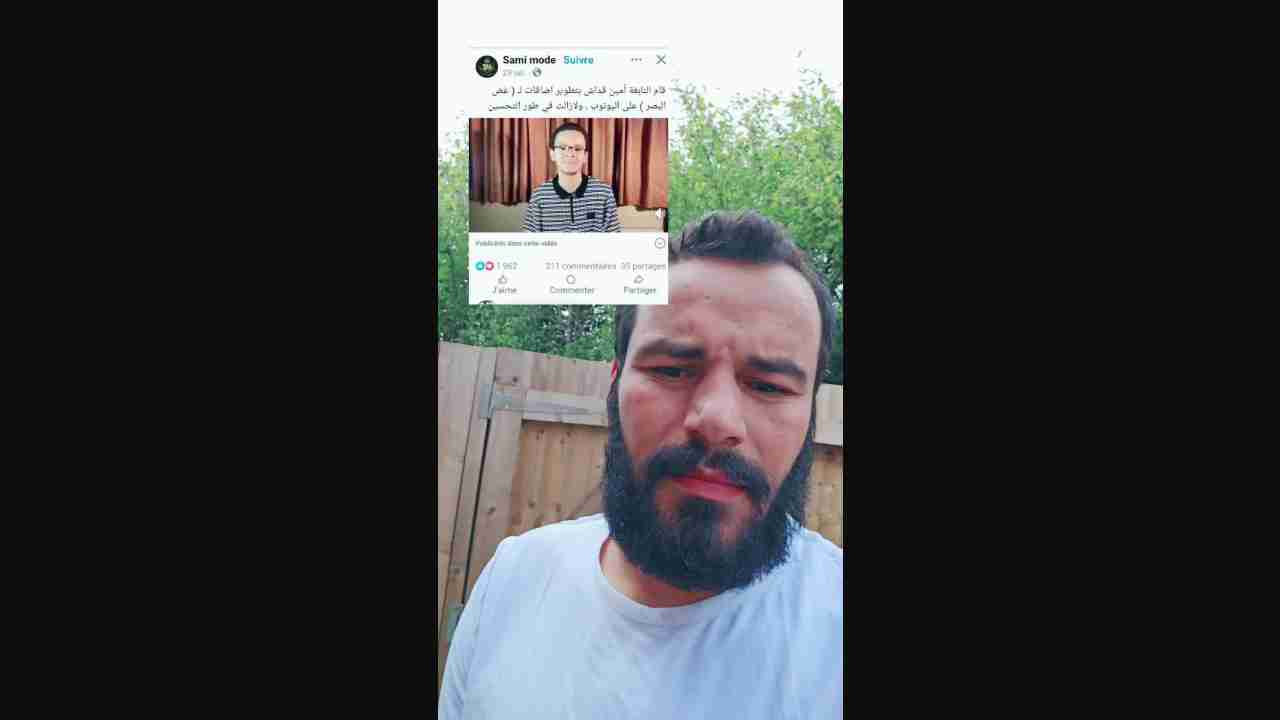 Sami mode Suivre
قام النابغة أمين قداش بتطوير اضافات لـ ( غض
البصر ) على اليوتوب ، ولازالت في طور التحسين
Publicités dans cette vidéo
1 962 211 commentaires 35 partages
J'aime Commenter Partager